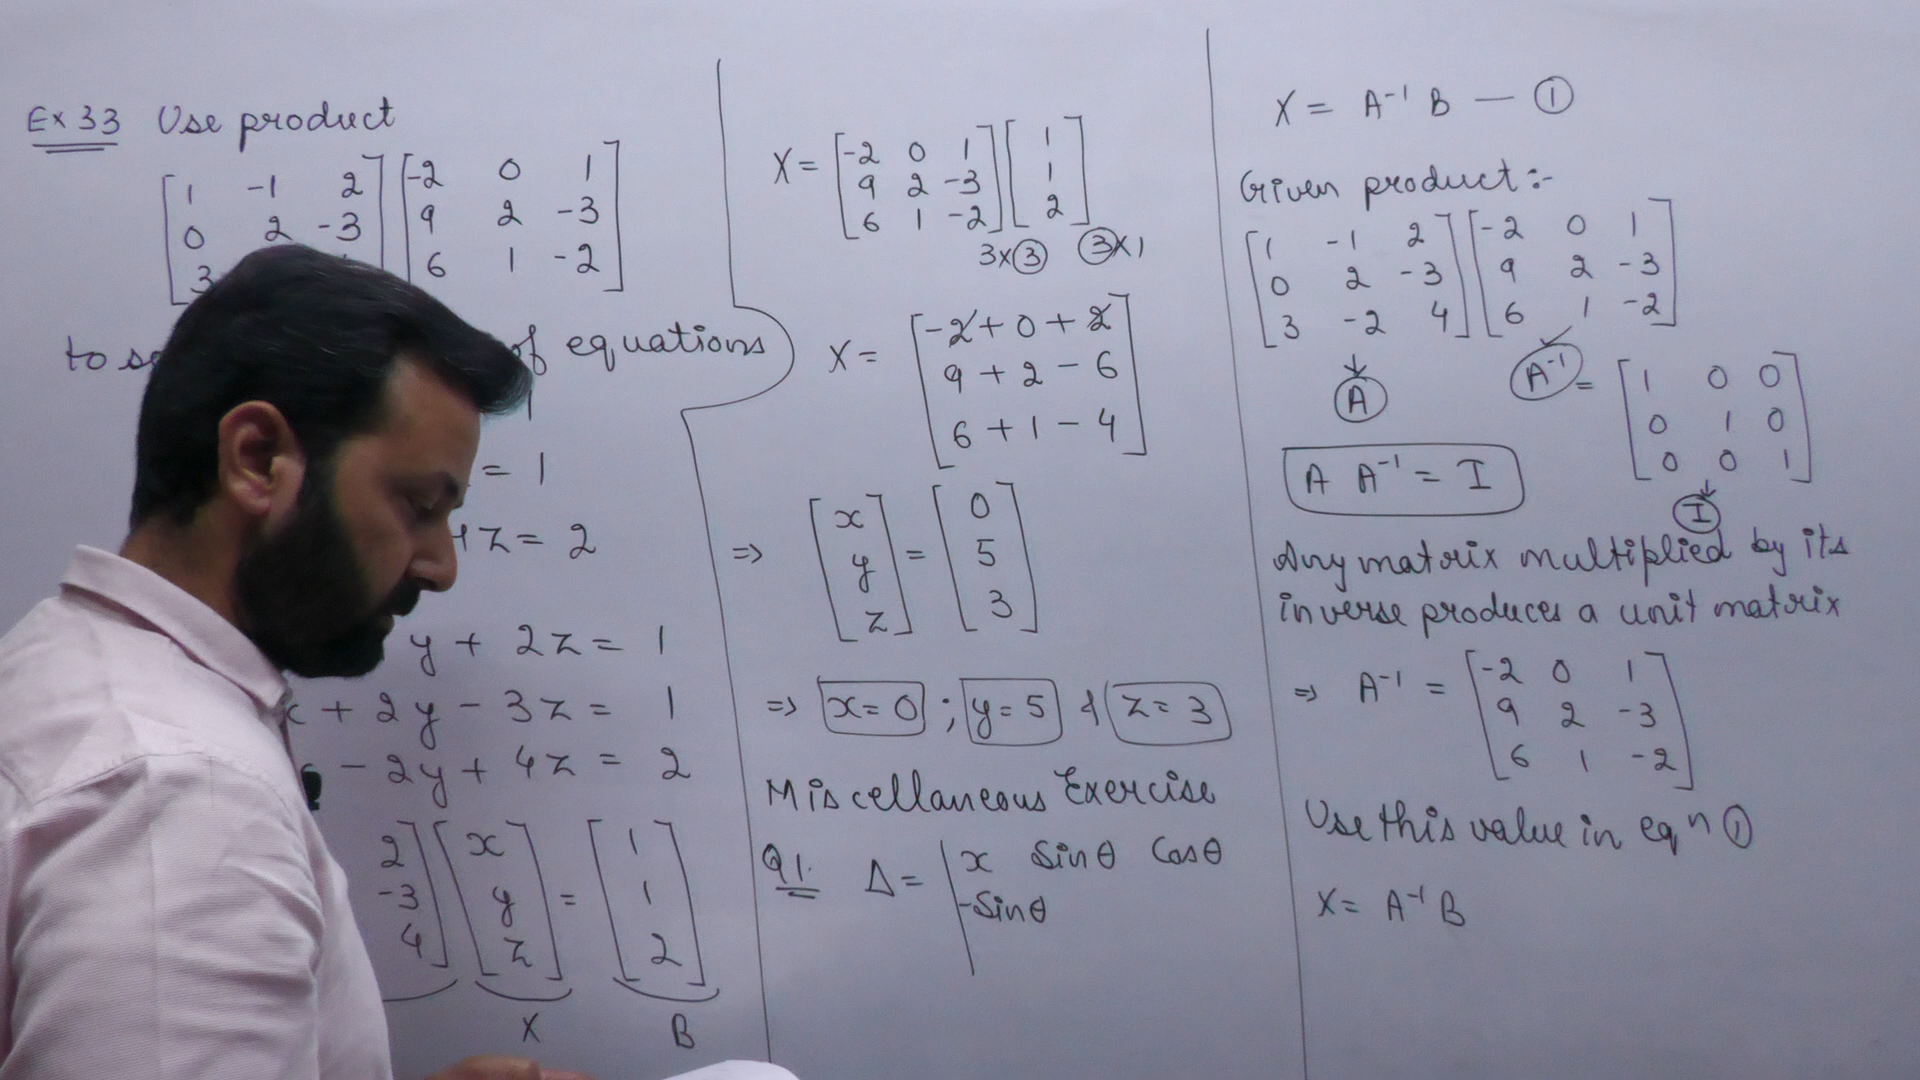 Ex 33 Use product
[1 -1 2] [-2 0 1]
[0 2 -3] [9 2 -3]
[3] [6 1 -2]
to of equations
1
= 1
4z = 2
y + 2z = 1
x + 2y - 3z = 1
- 2y + 4z = 2
2] [x] = [1]
-3] [y] [1]
4] [z] [2]
X B
X = [-2 0 1] [1]
[9 2 -3] [1]
[6 1 -2] [2]
3x3 3x1
X = [-2 + 0 + 2]
[9 + 2 - 6]
[6 + 1 - 4]
=> [x] = [0]
[y] [5]
[z] [3]
=> x = 0 ; y = 5 & z = 3
Miscellaneous Exercise
Q1. Δ = | x Sinθ Cosθ
-Sinθ
X = A⁻¹ B — ①
Given product :-
[1 -1 2] [-2 0 1]
[0 2 -3] [9 2 -3]
[3 -2 4] [6 1 -2]
A A⁻¹ = [1 0 0]
[0 1 0]
[0 0 1]
A A⁻¹ = I
I
Any matrix multiplied by its
inverse produces a unit matrix
=> A⁻¹ = [-2 0 1]
[9 2 -3]
[6 1 -2]
Use this value in eqⁿ ①
X = A⁻¹ B